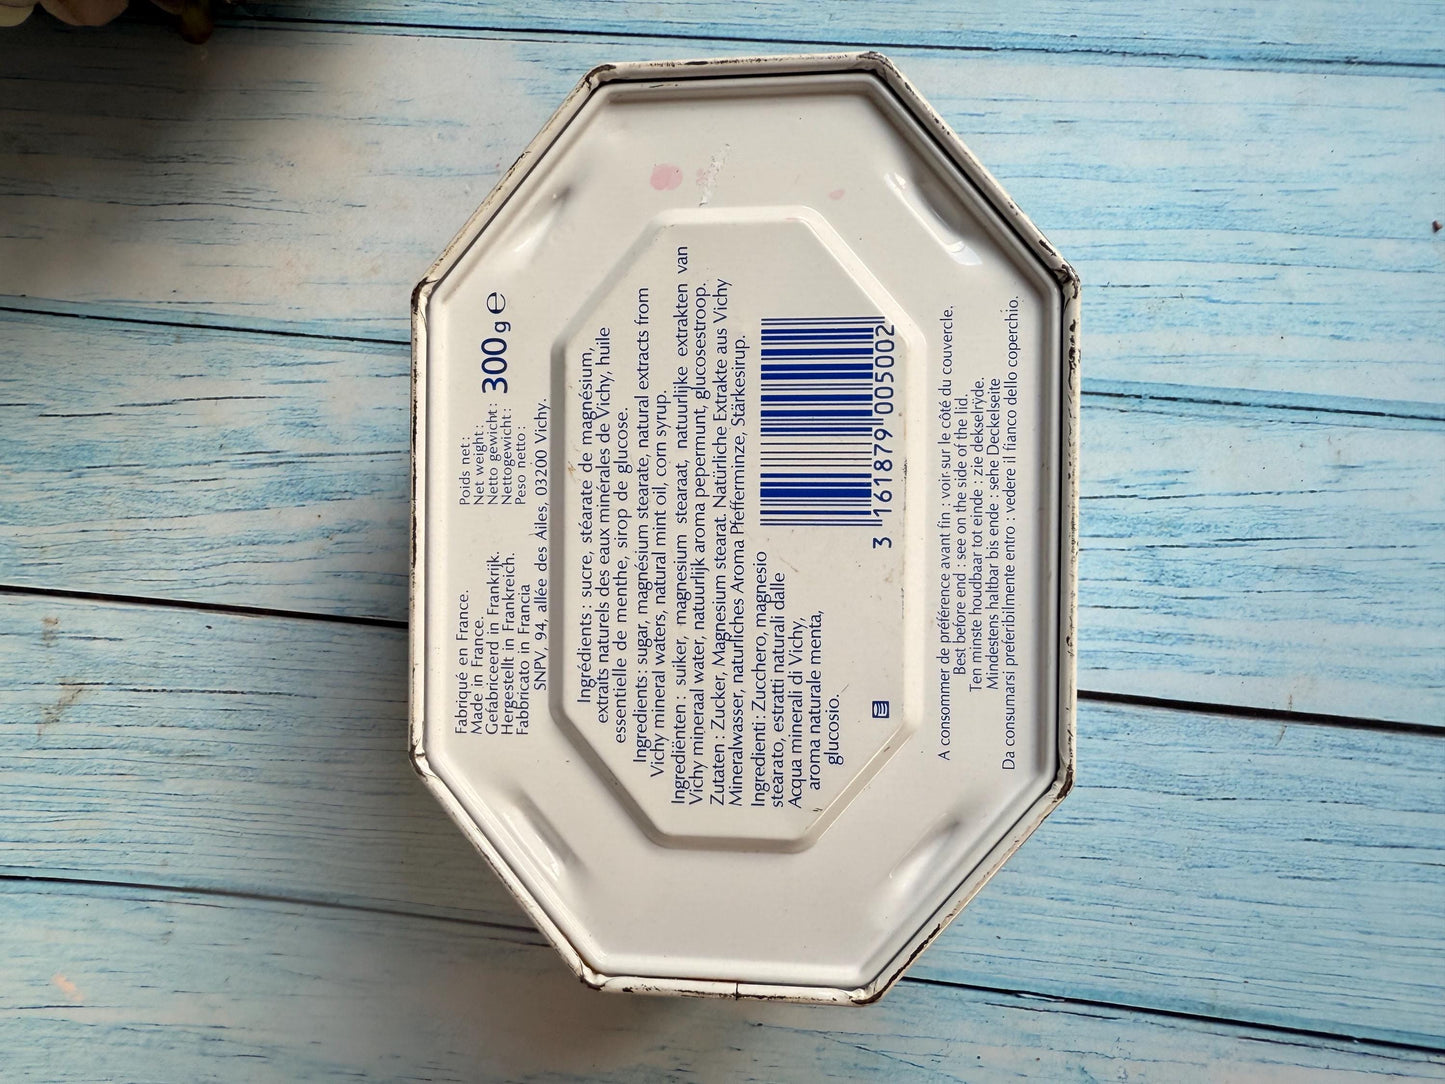 Fabriqué en France.
Made in France.
Gefabriceerd in Frankrijk.
Hergestellt in Frankreich.
Fabbricato in Francia
Poids net :
Net weight :
Netto gewicht :
Nettogewicht :
Peso netto :
300 g ℮
SNPV, 94, allée des Ailes, 03200 Vichy.
Ingrédients : sucre, stéarate de magnésium,
extraits naturels des eaux minérales de Vichy, huile
essentielle de menthe, sirop de glucose.
Ingredients : sugar, magnésium stearate, natural extracts from
Vichy mineral waters, natural mint oil, corn syrup.
Ingrediënten : suiker, magnesium stearaat, natuurlijke extrakten van
Vichy mineraal water, natuurlijk aroma pepermunt, glucosestroop.
Zutaten : Zucker, Magnesium stearat. Natürliche Extrakte aus Vichy
Mineralwasser, natürliches Aroma Pfefferminze, Stärkesirup.
Ingredienti : Zucchero, magnesio
stearato, estratti naturali dalle
Acqua minerali di Vichy,
aroma naturale menta,
glucosio.
3 161879 005002
A consommer de préférence avant fin : voir sur le côté du couvercle.
Best before end : see on the side of the lid.
Ten minste houdbaar tot einde : zie dekselrÿde.
Mindestens haltbar bis ende : sehe Deckelseite
Da consumarsi preferibilmente entro : vedere il fianco dello coperchio.